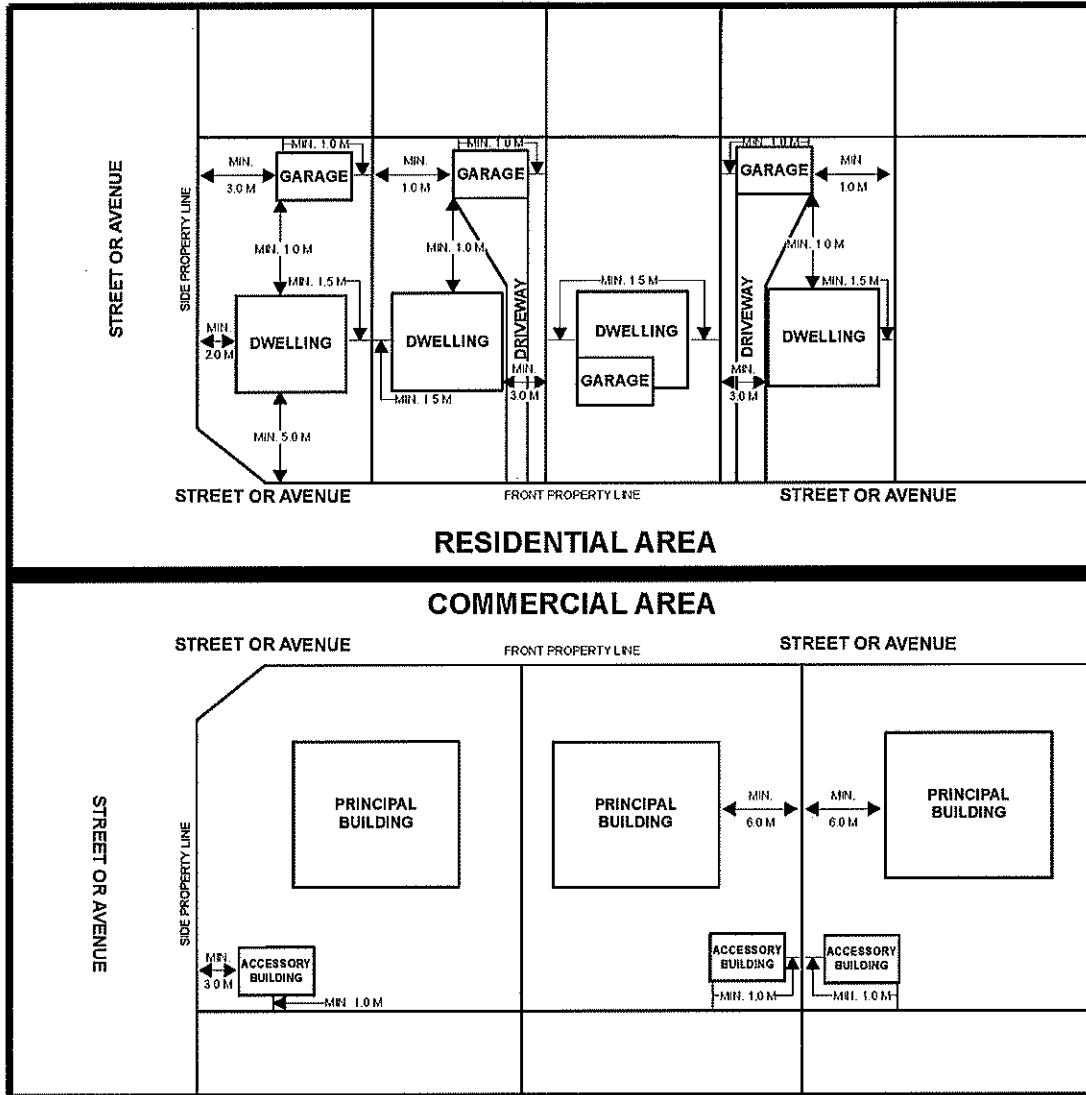 STREET OR AVENUE
SIDE PROPERTY LINE
MIN. 1.0 M
MIN. 1.0 M
MIN. 1.0 M
MIN.
3.0 M
GARAGE
MIN.
1.0 M
GARAGE
GARAGE
MIN
1.0 M
MIN. 1.0 M
MIN. 1.0 M
MIN. 1.0 M
MIN. 1.5 M
MIN. 1.5 M
MIN. 1.5 M
MIN.
2.0 M
DWELLING
DWELLING
DRIVEWAY
DWELLING
GARAGE
DRIVEWAY
DWELLING
MIN. 1.5 M
MIN.
3.0 M
MIN.
3.0 M
MIN. 5.0 M
STREET OR AVENUE
FRONT PROPERTY LINE
STREET OR AVENUE
RESIDENTIAL AREA
COMMERCIAL AREA
STREET OR AVENUE
FRONT PROPERTY LINE
STREET OR AVENUE
STREET OR AVENUE
SIDE PROPERTY LINE
PRINCIPAL
BUILDING
PRINCIPAL
BUILDING
MIN.
6.0 M
MIN.
6.0 M
PRINCIPAL
BUILDING
MIN.
3.0 M
ACCESSORY
BUILDING
MIN. 1.0 M
ACCESSORY
BUILDING
MIN. 1.0 M
ACCESSORY
BUILDING
MIN. 1.0 M